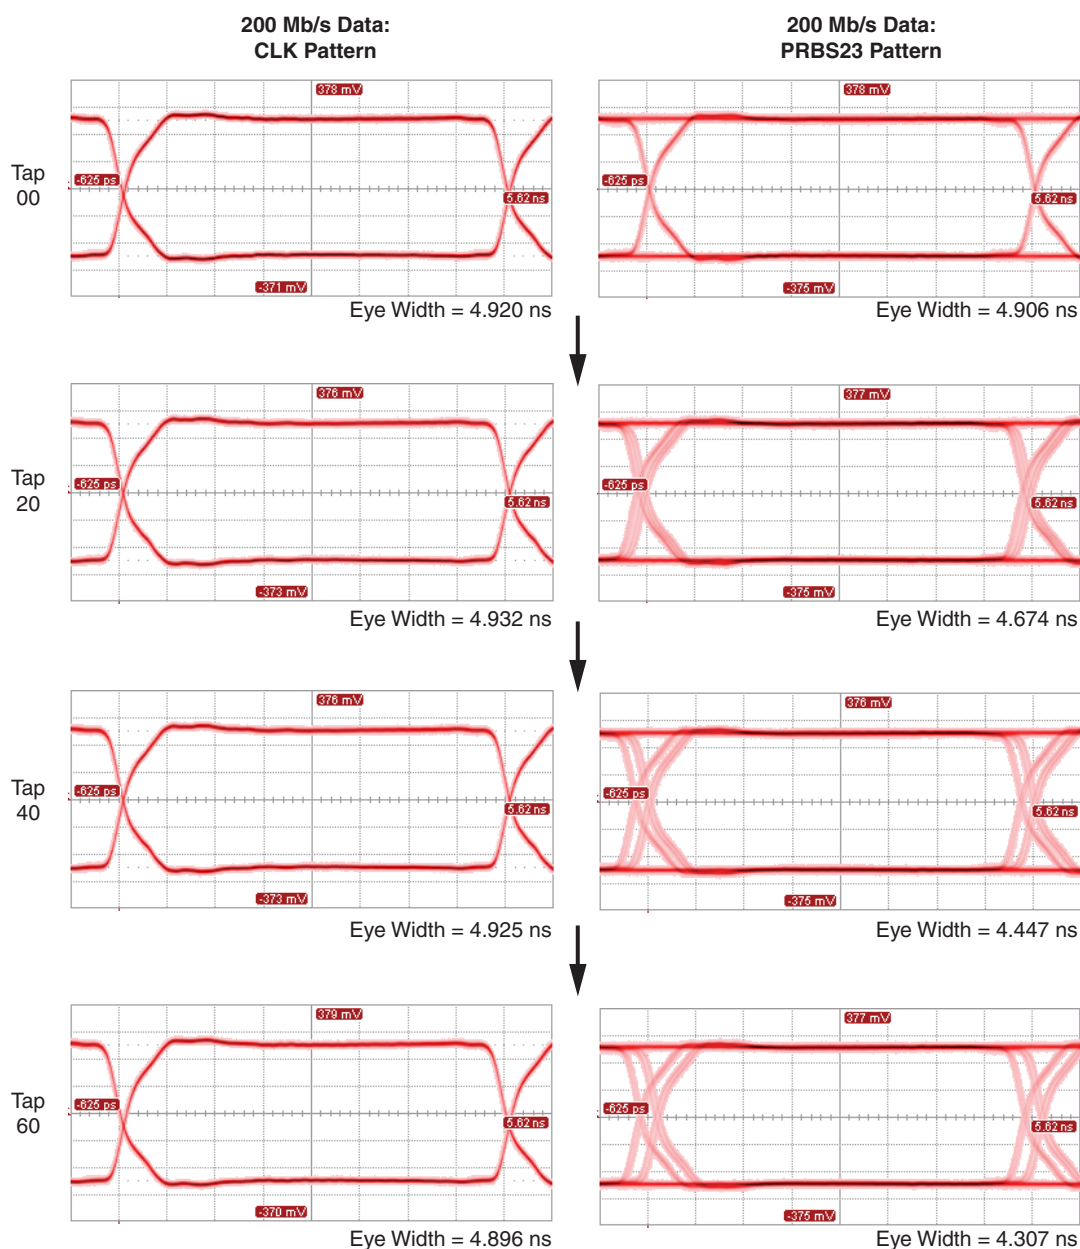 200 Mb/s Data:
CLK Pattern
200 Mb/s Data:
PRBS23 Pattern
Tap
00
378 mV
-625 ps
5.62 ns
-371 mV
Eye Width = 4.920 ns
378 mV
-625 ps
5.62 ns
-375 mV
Eye Width = 4.906 ns
Tap
20
376 mV
-625 ps
5.62 ns
-373 mV
Eye Width = 4.932 ns
377 mV
-625 ps
5.62 ns
-375 mV
Eye Width = 4.674 ns
Tap
40
376 mV
-625 ps
5.62 ns
-373 mV
Eye Width = 4.925 ns
376 mV
-625 ps
5.62 ns
-375 mV
Eye Width = 4.447 ns
Tap
60
379 mV
-625 ps
5.62 ns
-370 mV
Eye Width = 4.896 ns
377 mV
-625 ps
5.62 ns
-375 mV
Eye Width = 4.307 ns